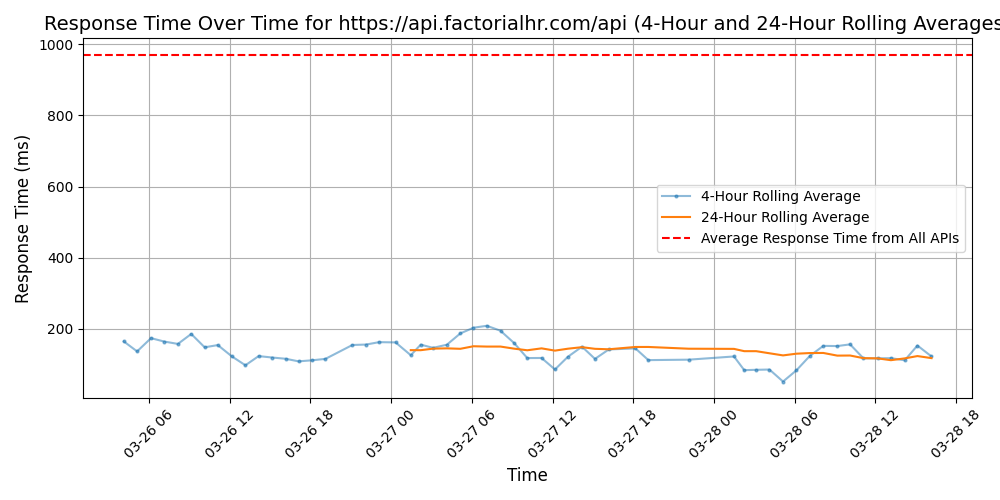 Response Time Over Time for https://api.factorialhr.com/api (4-Hour and 24-Hour Rolling Averages
1000
800
600
400
200
Response Time (ms)
4-Hour Rolling Average
24-Hour Rolling Average
Average Response Time from All APIs
03-26 06
03-26 12
03-26 18
03-27 00
03-27 06
03-27 12
03-27 18
03-28 00
03-28 06
03-28 12
03-28 18
Time